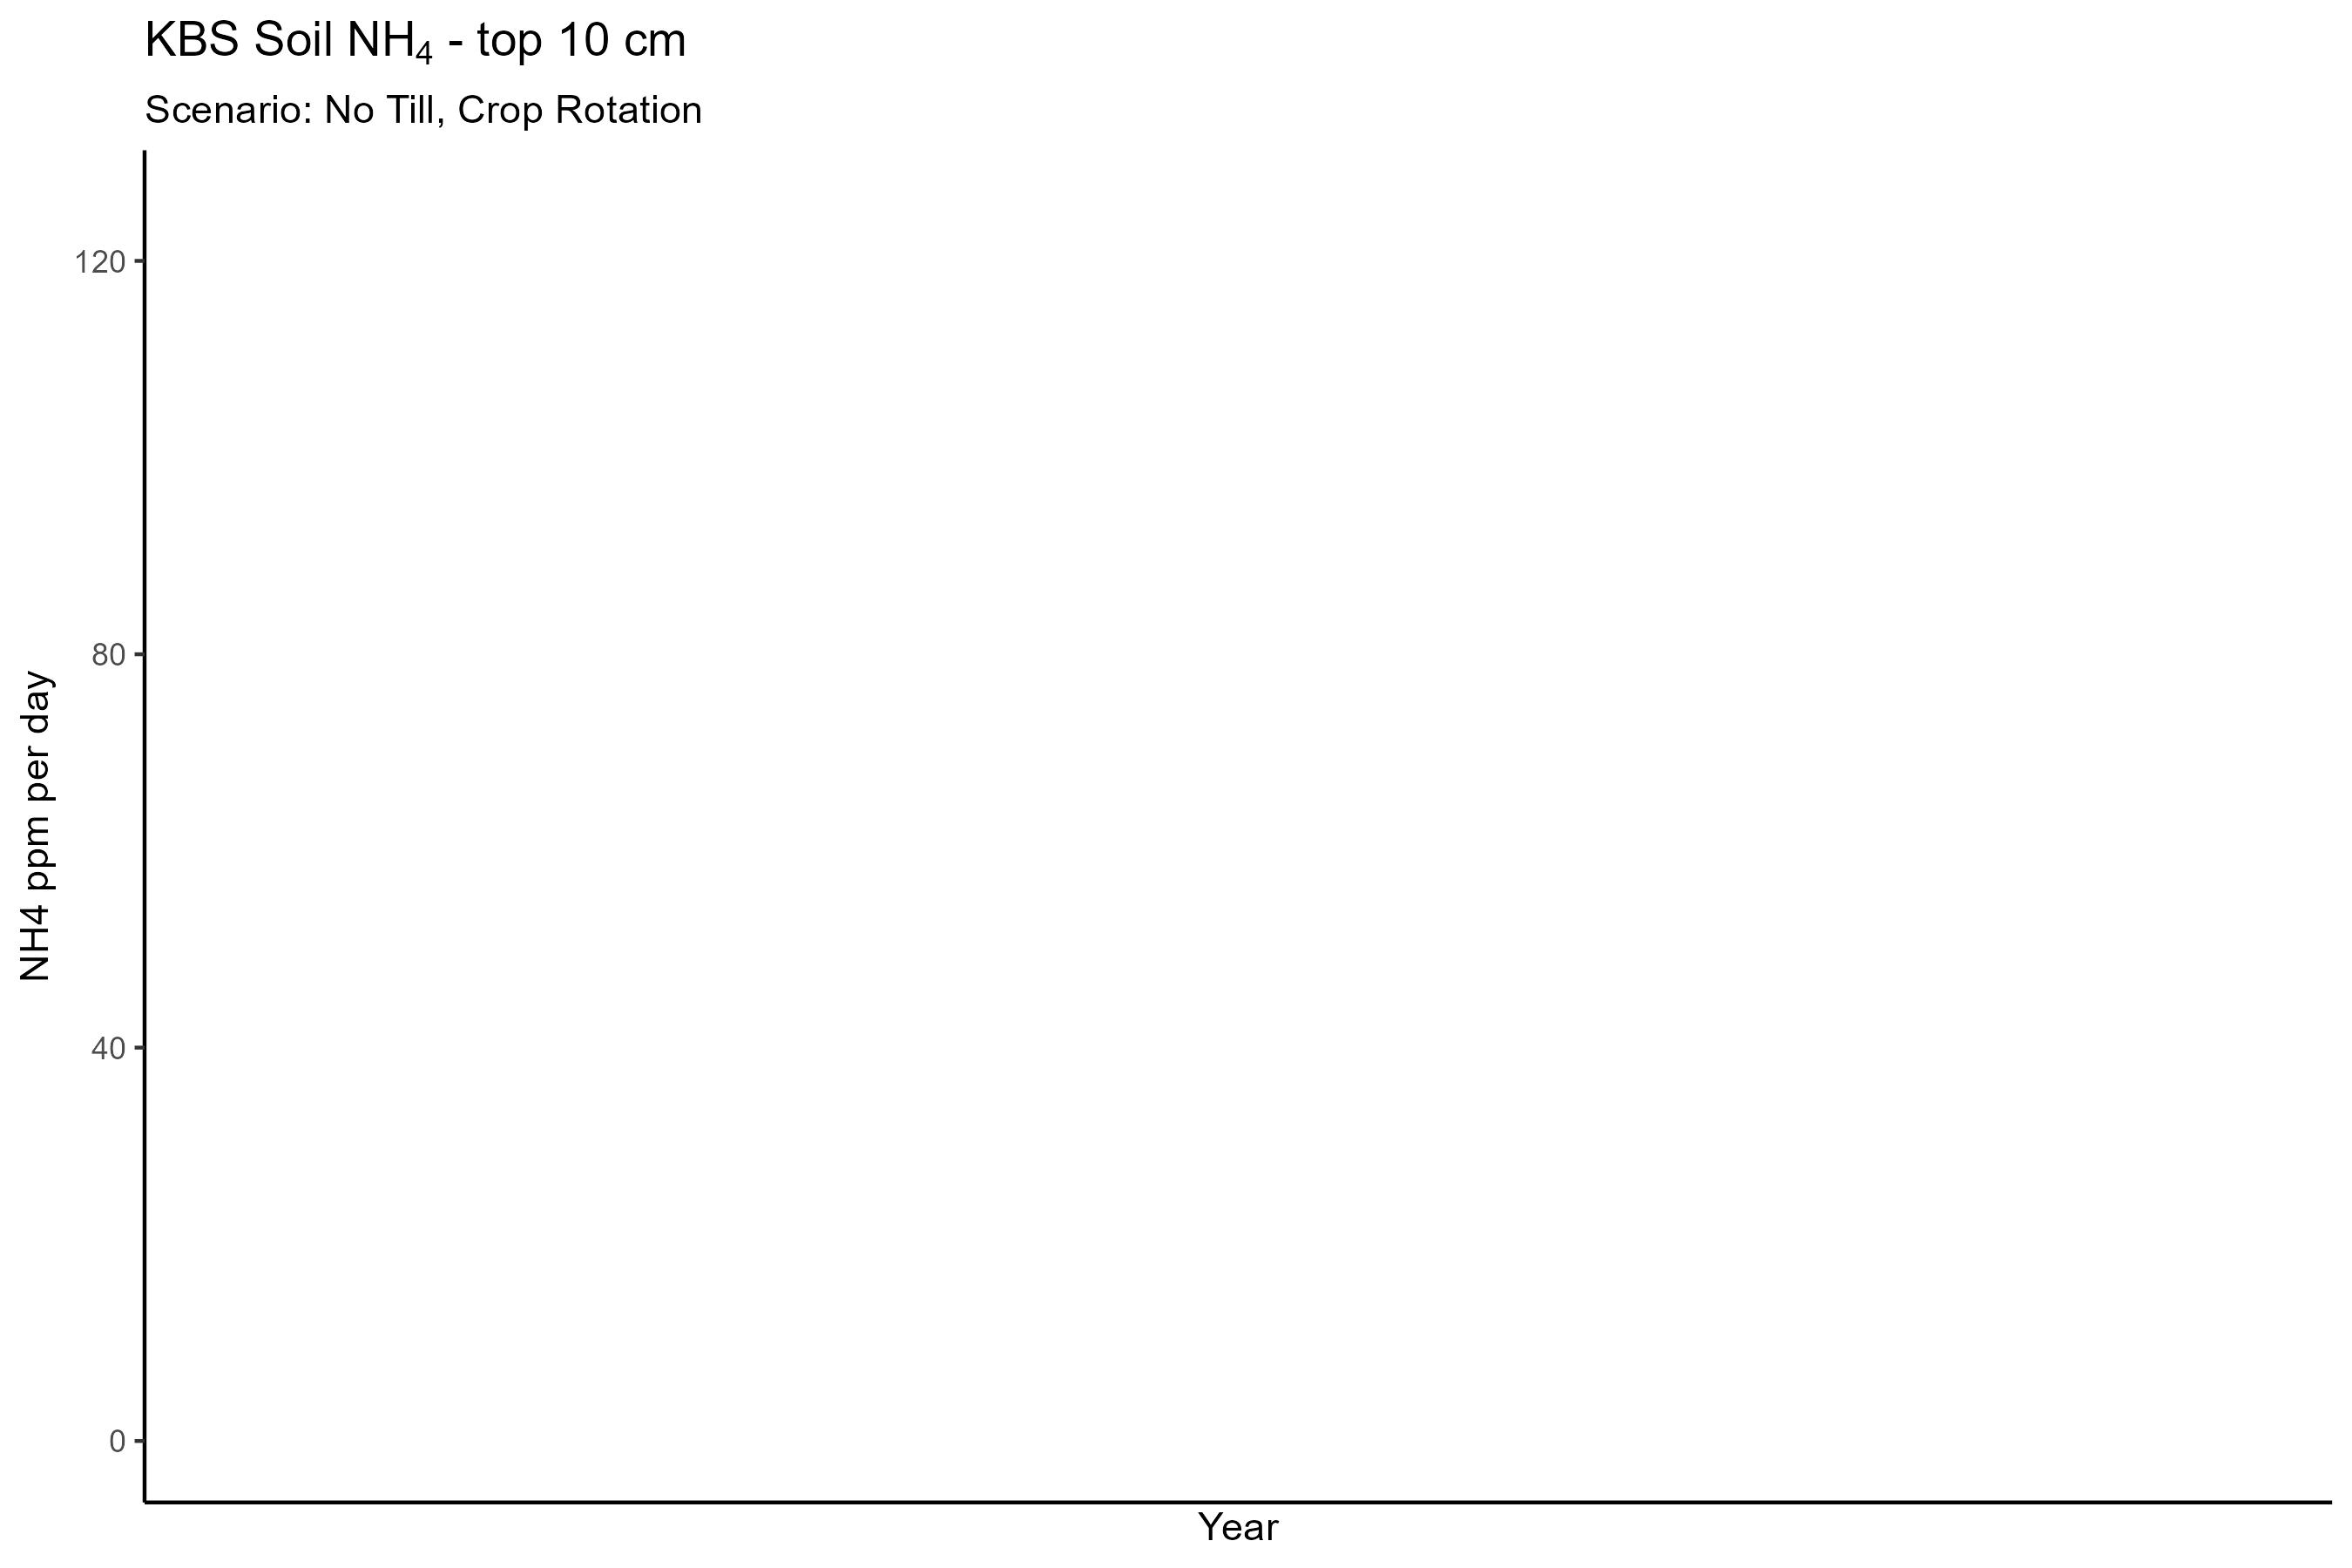 KBS Soil NH₄ - top 10 cm
Scenario: No Till, Crop Rotation
120
80
40
0
NH4 ppm per day
Year